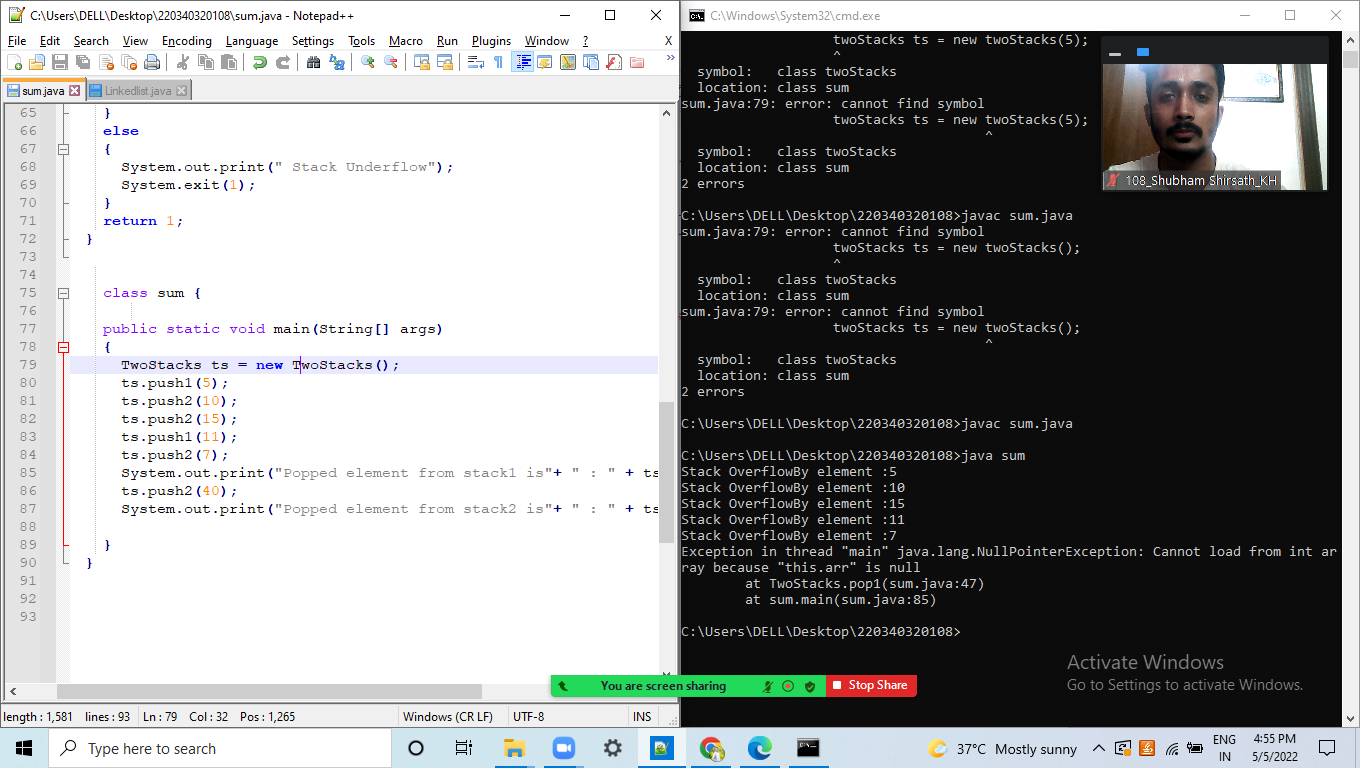 C:\Users\DELL\Desktop\220340320108\sum.java - Notepad++
File Edit Search View Encoding Language Settings Tools Macro Run Plugins Window ? X
sum.java Linkedlist.java
65 }
66 else
67 {
68 System.out.print(" Stack Underflow");
69 System.exit(1);
70 }
71 return 1;
72 }
73
74
75 class sum {
76
77 public static void main(String[] args)
78 {
79 TwoStacks ts = new TwoStacks();
80 ts.push1(5);
81 ts.push2(10);
82 ts.push2(15);
83 ts.push1(11);
84 ts.push2(7);
85 System.out.print("Popped element from stack1 is"+ " : " + ts
86 ts.push2(40);
87 System.out.print("Popped element from stack2 is"+ " : " + ts
88
89 }
90 }
91
92
93
length : 1,581 lines : 93 Ln : 79 Col : 32 Pos : 1,265 Windows (CR LF) UTF-8 INS
C:\Windows\System32\cmd.exe
twoStacks ts = new twoStacks(5);
^
symbol: class twoStacks
location: class sum
sum.java:79: error: cannot find symbol
twoStacks ts = new twoStacks(5);
^
symbol: class twoStacks
location: class sum
2 errors
C:\Users\DELL\Desktop\220340320108>javac sum.java
sum.java:79: error: cannot find symbol
twoStacks ts = new twoStacks();
^
symbol: class twoStacks
location: class sum
sum.java:79: error: cannot find symbol
twoStacks ts = new twoStacks();
^
symbol: class twoStacks
location: class sum
2 errors
C:\Users\DELL\Desktop\220340320108>javac sum.java
C:\Users\DELL\Desktop\220340320108>java sum
Stack OverflowBy element :5
Stack OverflowBy element :10
Stack OverflowBy element :15
Stack OverflowBy element :11
Stack OverflowBy element :7
Exception in thread "main" java.lang.NullPointerException: Cannot load from int ar
ray because "this.arr" is null
at TwoStacks.pop1(sum.java:47)
at sum.main(sum.java:85)
C:\Users\DELL\Desktop\220340320108>
108_Shubham Shirsath_KH
Activate Windows
Go to Settings to activate Windows.
You are screen sharing Stop Share
Type here to search
37°C Mostly sunny
ENG
IN
4:55 PM
5/5/2022